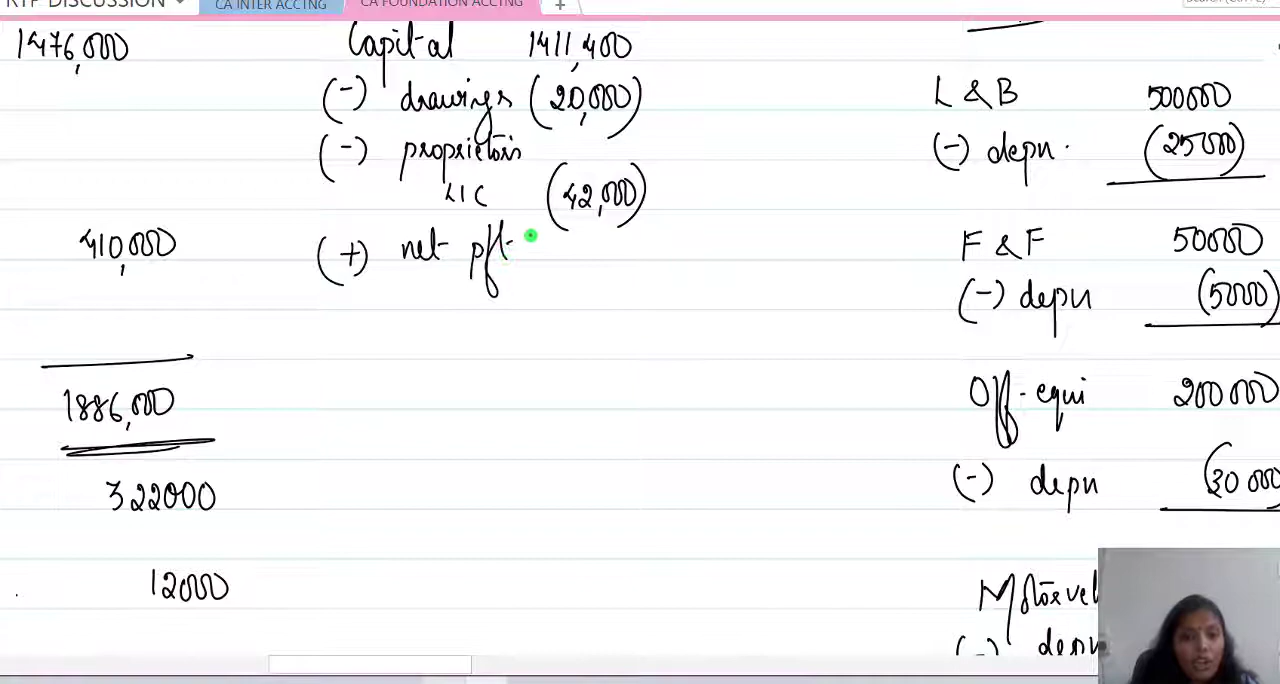 RTP DISCUSSION
CA INTER ACCTNG
CA FOUNDATION ACCTNG
1476,000
Capital 1411,400
(-) drawings (20,000)
(-) proprietors
LIC (42,000)
410,000
(+) net pft
1886,000
322000
12000
L & B 500000
(-) depn. (25000)
F & F 50000
(-) depn (5000)
Off-equi 200000
(-) depn (30000
Motorveh
(-) depn